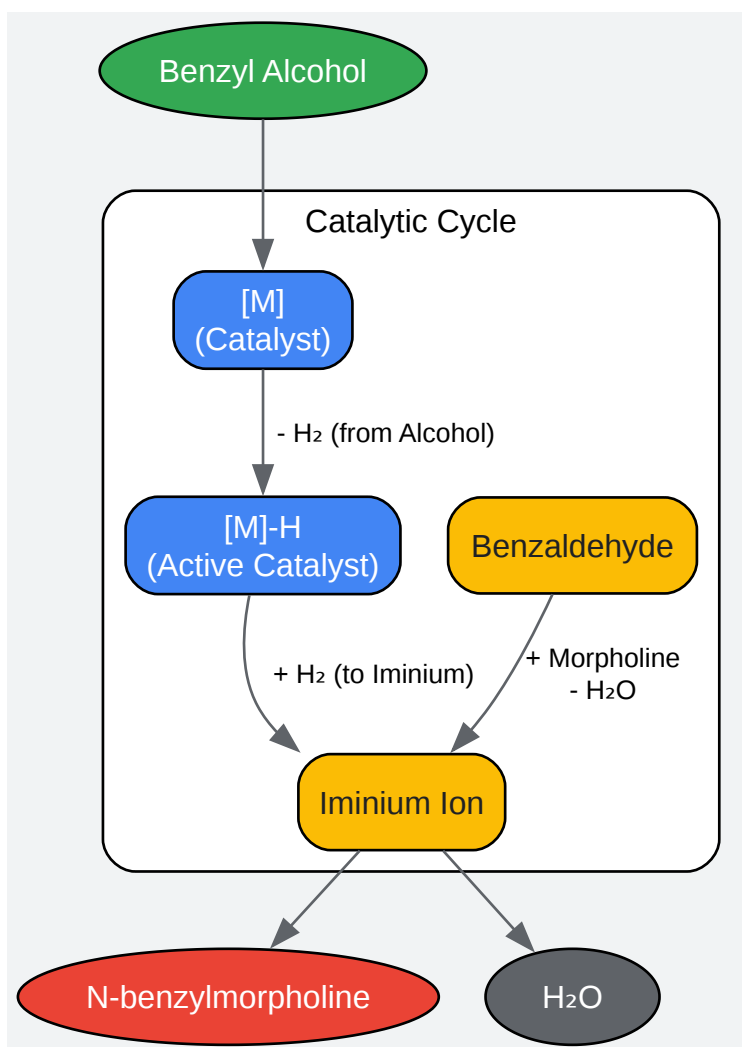 Benzyl Alcohol
Catalytic Cycle
[M]
(Catalyst)
- H₂ (from Alcohol)
[M]-H
(Active Catalyst)
Benzaldehyde
+ H₂ (to Iminium)
+ Morpholine
- H₂O
Iminium Ion
N-benzylmorpholine
H₂O